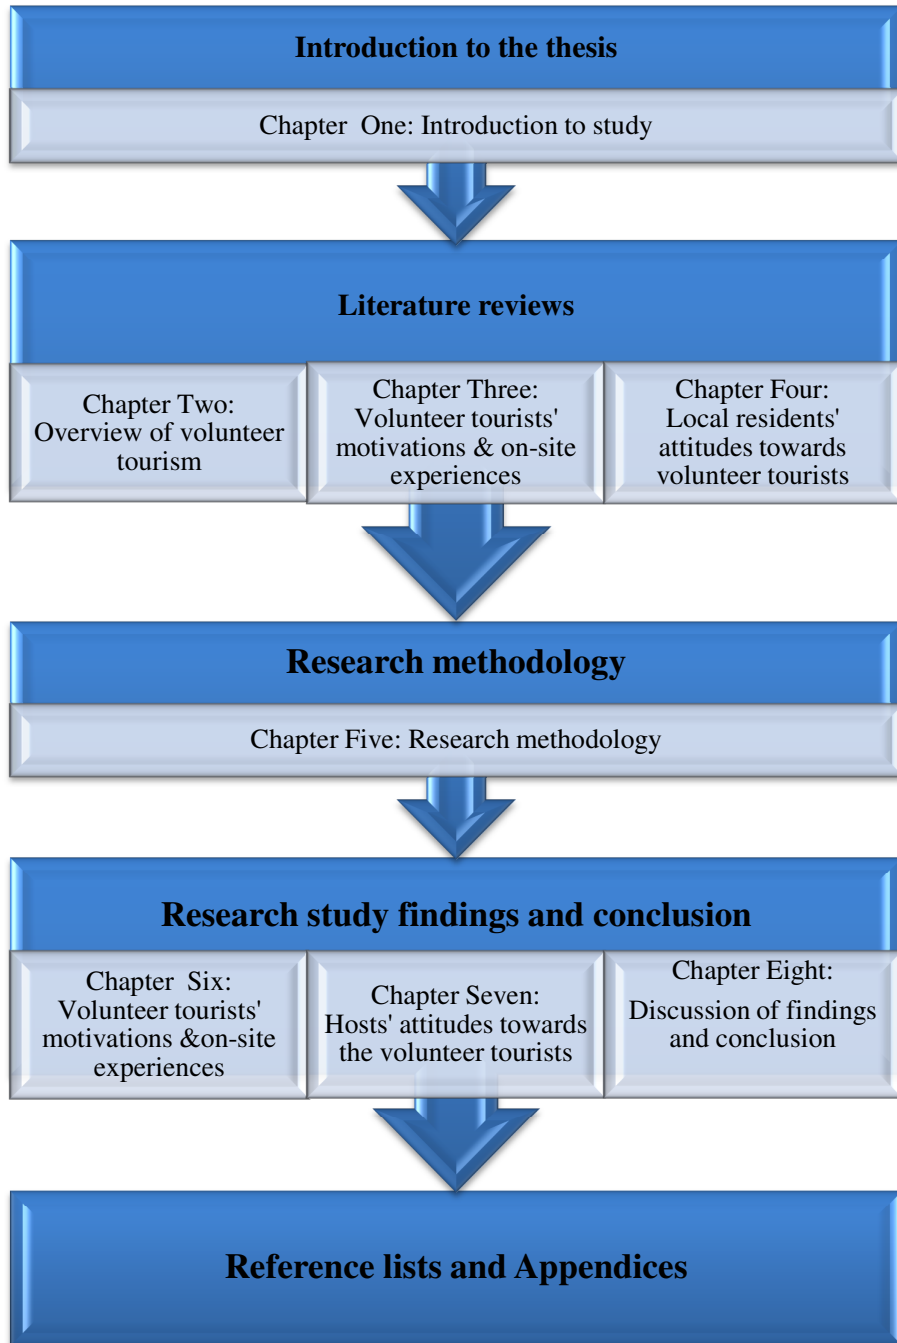 Introduction to the thesis
Chapter One: Introduction to study
Literature reviews
Chapter Two:
Overview of volunteer
tourism
Chapter Three:
Volunteer tourists'
motivations & on-site
experiences
Chapter Four:
Local residents'
attitudes towards
volunteer tourists
Research methodology
Chapter Five: Research methodology
Research study findings and conclusion
Chapter Six:
Volunteer tourists'
motivations &on-site
experiences
Chapter Seven:
Hosts' attitudes towards
the volunteer tourists
Chapter Eight:
Discussion of findings
and conclusion
Reference lists and Appendices